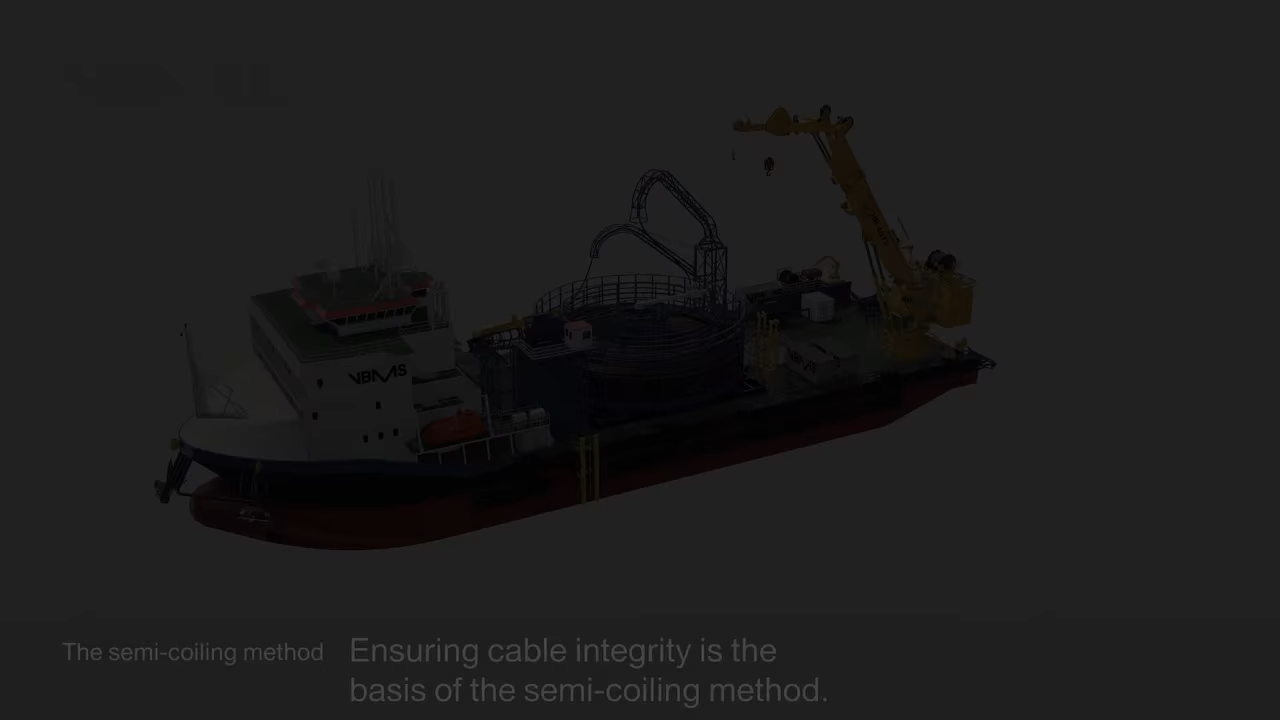 VBMS
The semi-coiling method
Ensuring cable integrity is the
basis of the semi-coiling method.